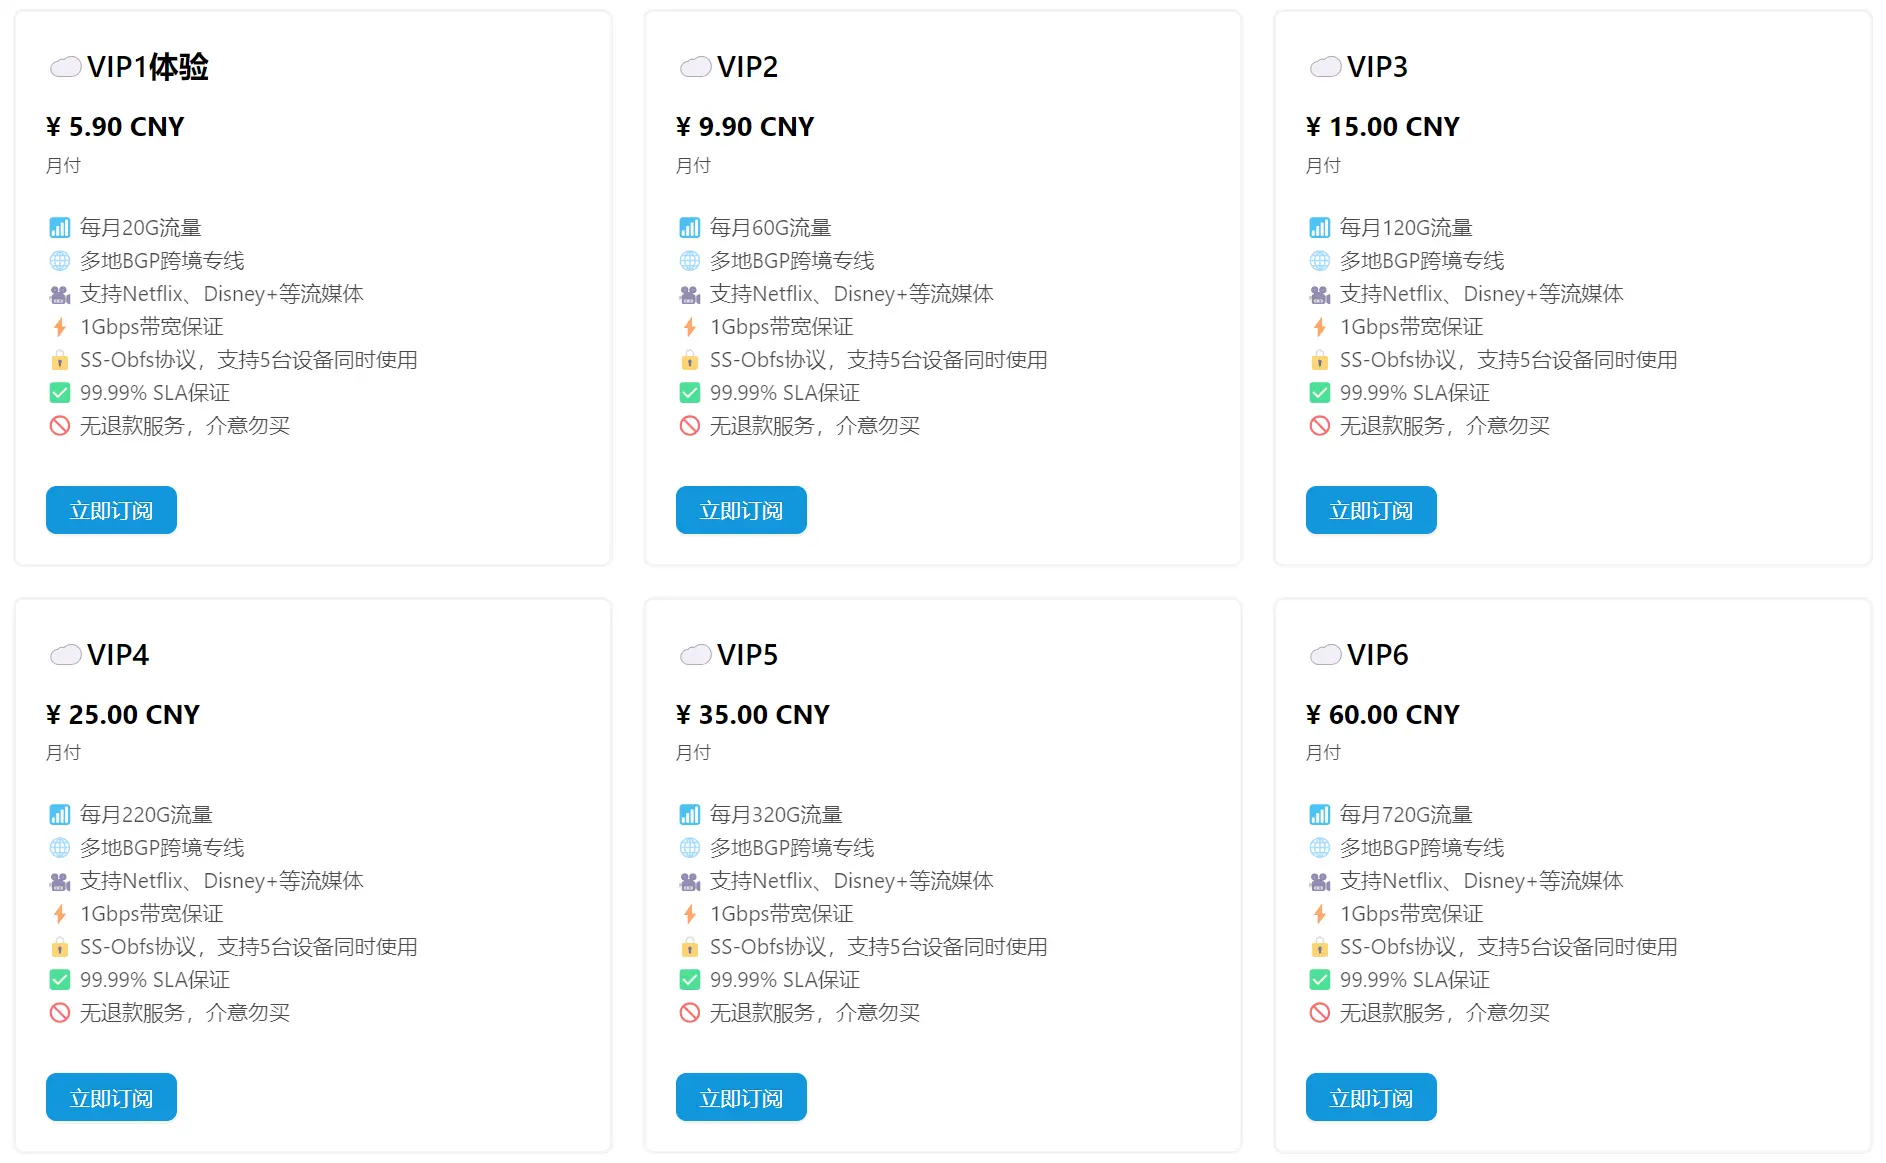 VIP1体验
¥ 5.90 CNY
月付
每月20G流量
多地BGP跨境专线
支持Netflix、Disney+等流媒体
1Gbps带宽保证
SS-Obfs协议，支持5台设备同时使用
99.99% SLA保证
无退款服务，介意勿买
立即订阅
VIP2
¥ 9.90 CNY
月付
每月60G流量
多地BGP跨境专线
支持Netflix、Disney+等流媒体
1Gbps带宽保证
SS-Obfs协议，支持5台设备同时使用
99.99% SLA保证
无退款服务，介意勿买
立即订阅
VIP3
¥ 15.00 CNY
月付
每月120G流量
多地BGP跨境专线
支持Netflix、Disney+等流媒体
1Gbps带宽保证
SS-Obfs协议，支持5台设备同时使用
99.99% SLA保证
无退款服务，介意勿买
立即订阅
VIP4
¥ 25.00 CNY
月付
每月220G流量
多地BGP跨境专线
支持Netflix、Disney+等流媒体
1Gbps带宽保证
SS-Obfs协议，支持5台设备同时使用
99.99% SLA保证
无退款服务，介意勿买
立即订阅
VIP5
¥ 35.00 CNY
月付
每月320G流量
多地BGP跨境专线
支持Netflix、Disney+等流媒体
1Gbps带宽保证
SS-Obfs协议，支持5台设备同时使用
99.99% SLA保证
无退款服务，介意勿买
立即订阅
VIP6
¥ 60.00 CNY
月付
每月720G流量
多地BGP跨境专线
支持Netflix、Disney+等流媒体
1Gbps带宽保证
SS-Obfs协议，支持5台设备同时使用
99.99% SLA保证
无退款服务，介意勿买
立即订阅